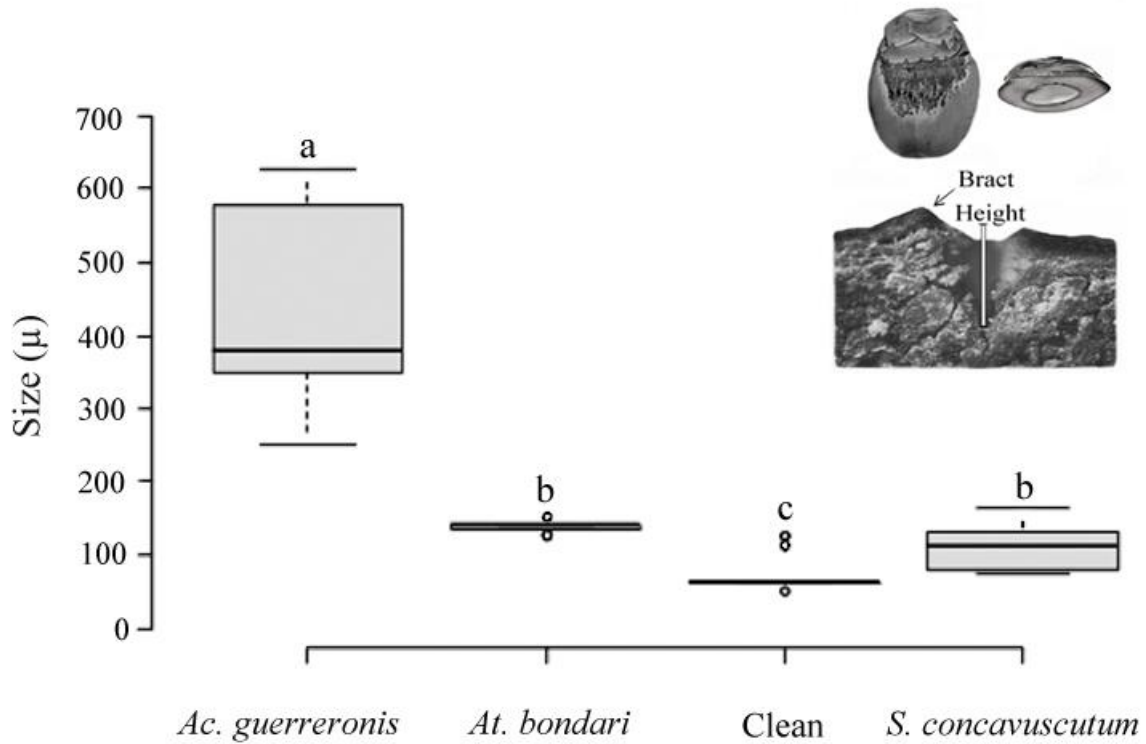 Bract
Height
Size (μ)
700
600
500
400
300
200
100
0
a
b
c
b
Ac. guerreronis
At. bondari
Clean
S. concavuscutum